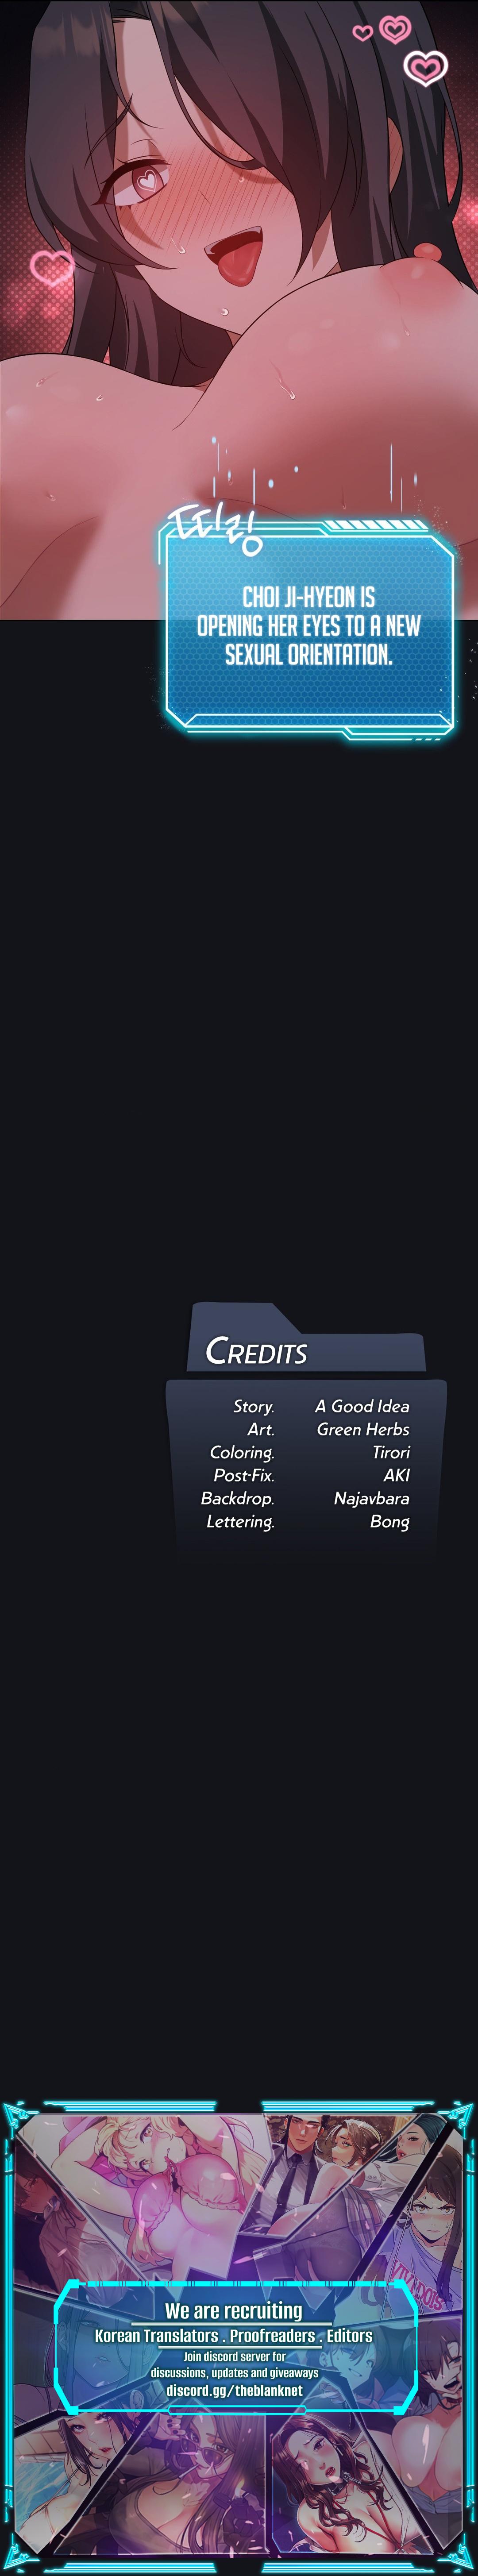 띠링
CHOI JI-HYEON IS
OPENING HER EYES TO A NEW
SEXUAL ORIENTATION.
CREDITS
Story. A Good Idea
Art. Green Herbs
Coloring. Tirori
Post-Fix. AKI
Backdrop. Najavbara
Lettering. Bong
We are recruiting
Korean Translators . Proofreaders . Editors
Join discord server for
discussions, updates and giveaways
discord.gg/theblanknet